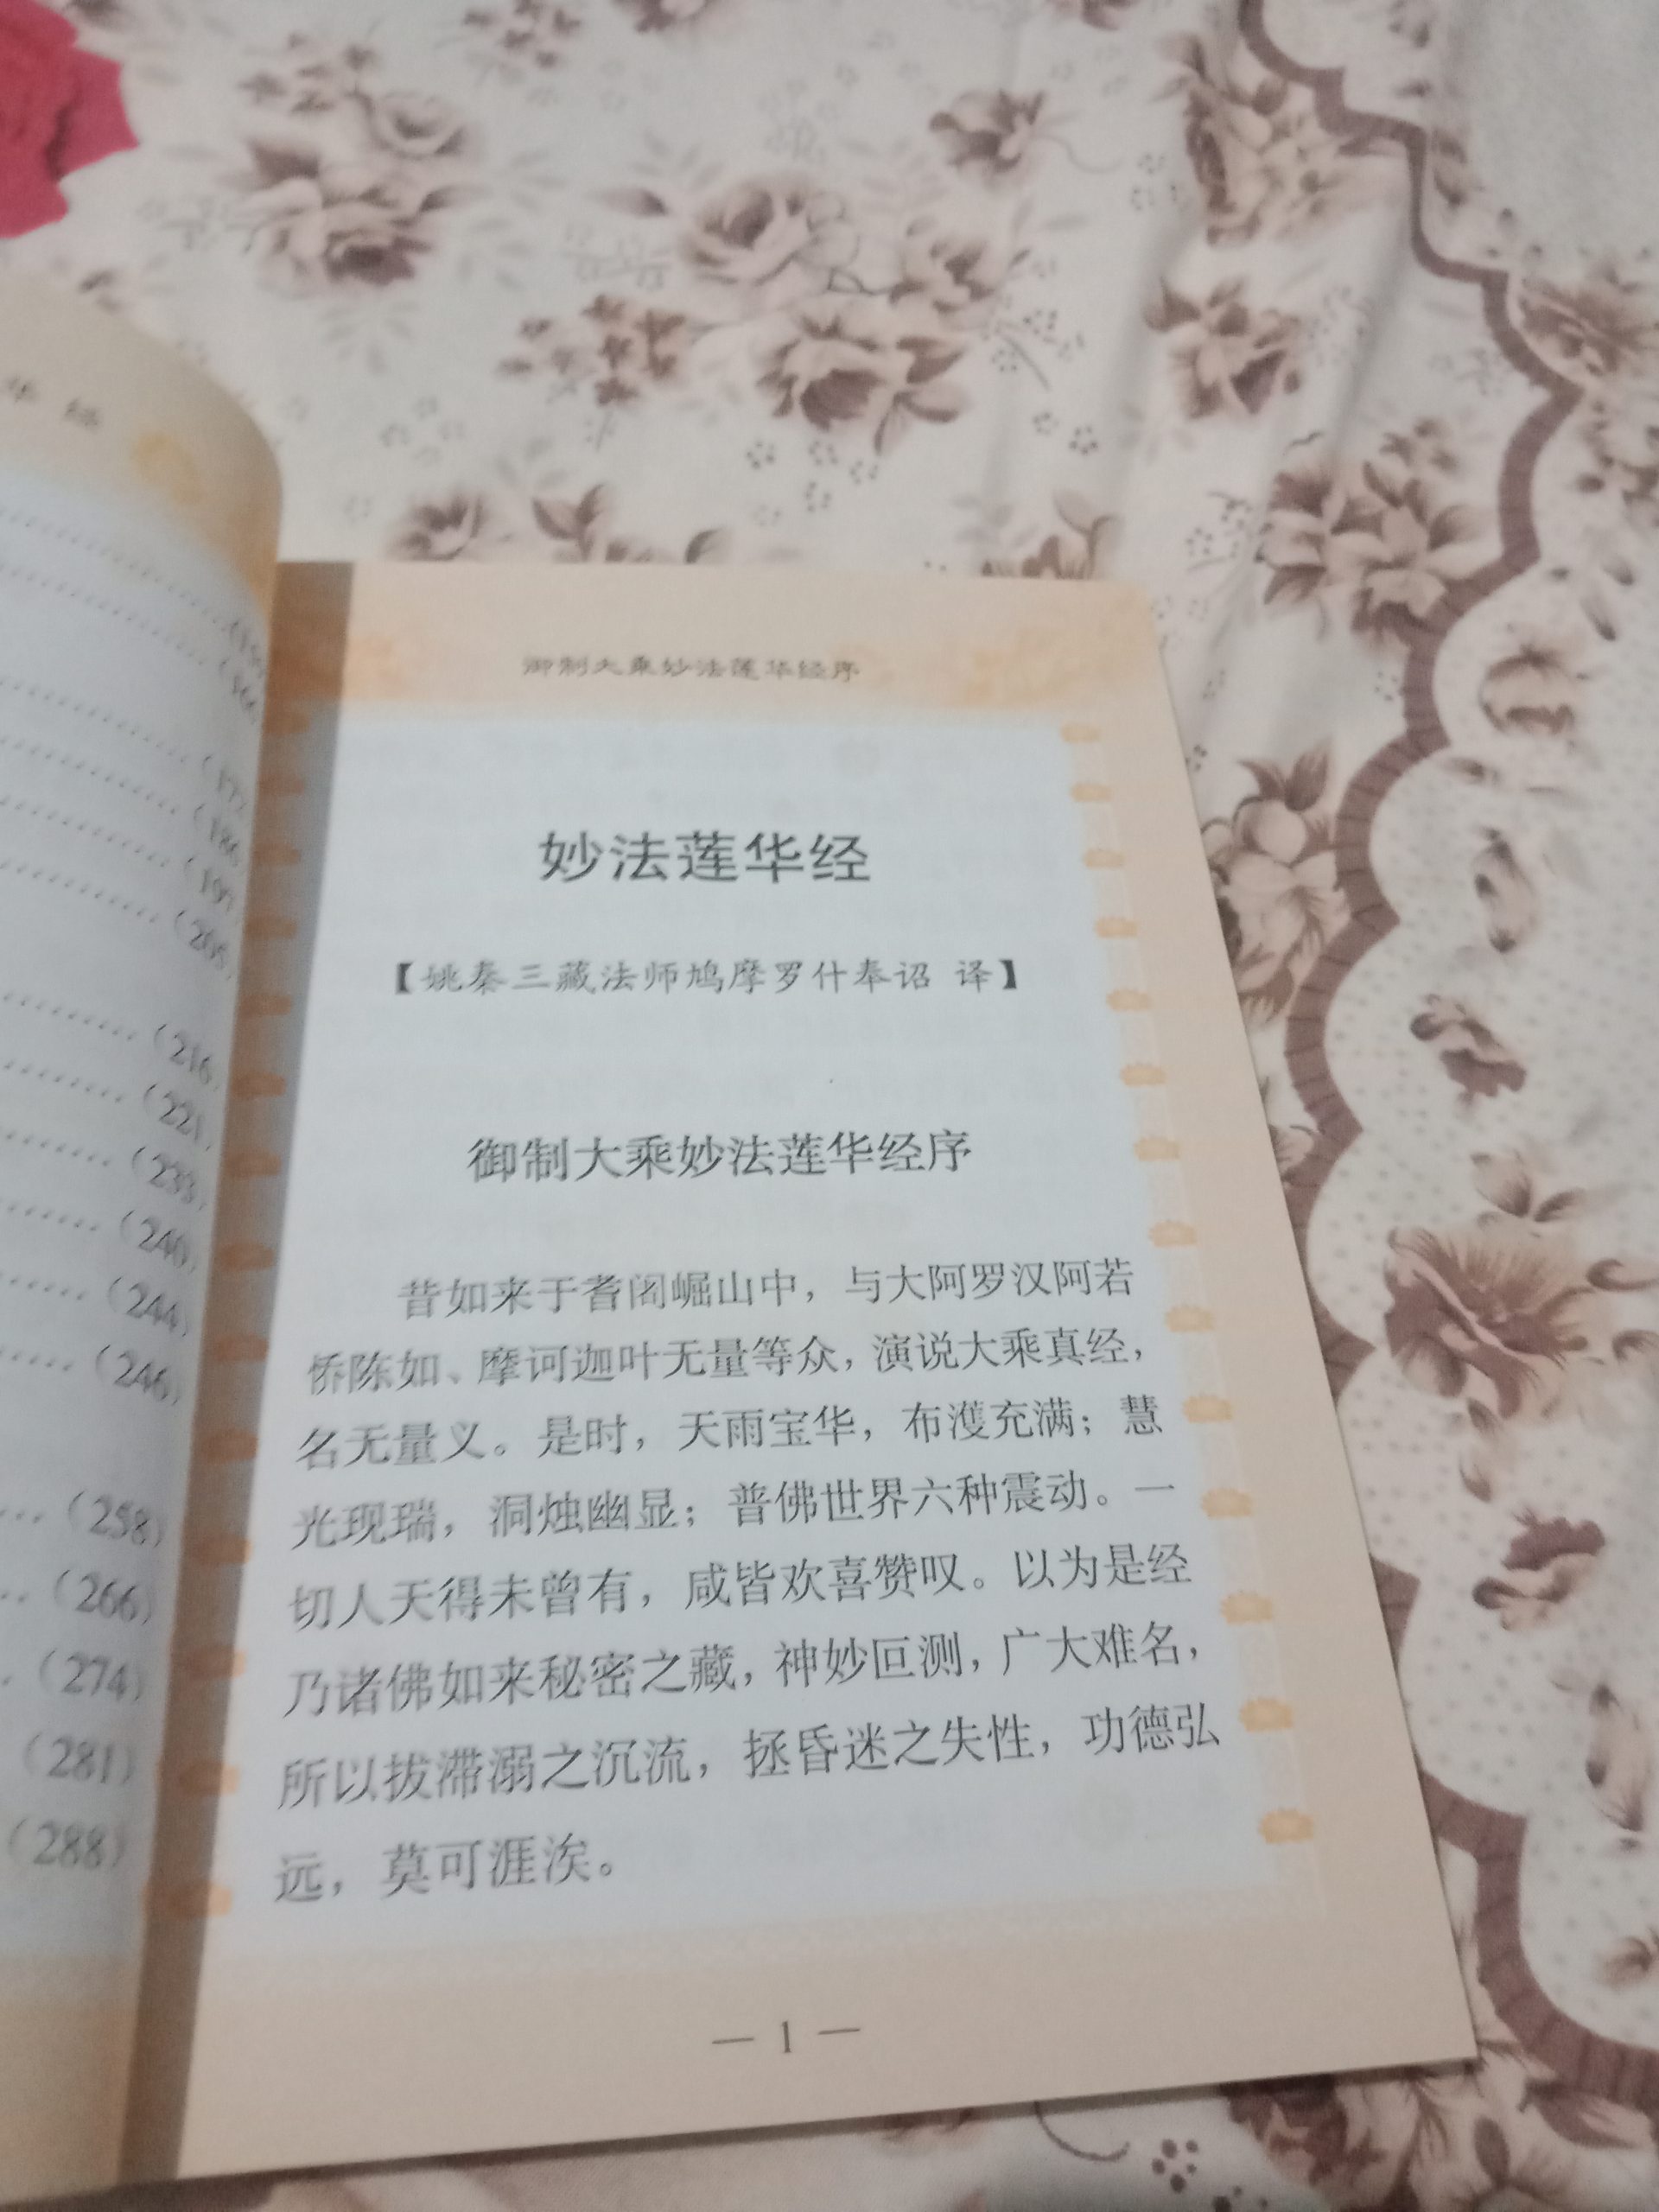 华 经
(166
(177
(186
(197
(205)
(216)
(221)
(233)
(240)
(244)
(246)
(258)
(266)
(274)
(281)
(288)
御制大乘妙法莲华经序
妙法莲华经
【姚秦三藏法师鸠摩罗什奉诏 译】
御制大乘妙法莲华经序
昔如来于耆阇崛山中，与大阿罗汉阿若
憍陈如、摩诃迦叶无量等众，演说大乘真经，
名无量义。是时，天雨宝华，布濩充满；慧
光现瑞，洞烛幽显；普佛世界六种震动。一
切人天得未曾有，咸皆欢喜赞叹。以为是经
乃诸佛如来秘密之藏，神妙叵测，广大难名，
所以拔滞溺之沉流，拯昏迷之失性，功德弘
远，莫可涯涘。
— 1 —